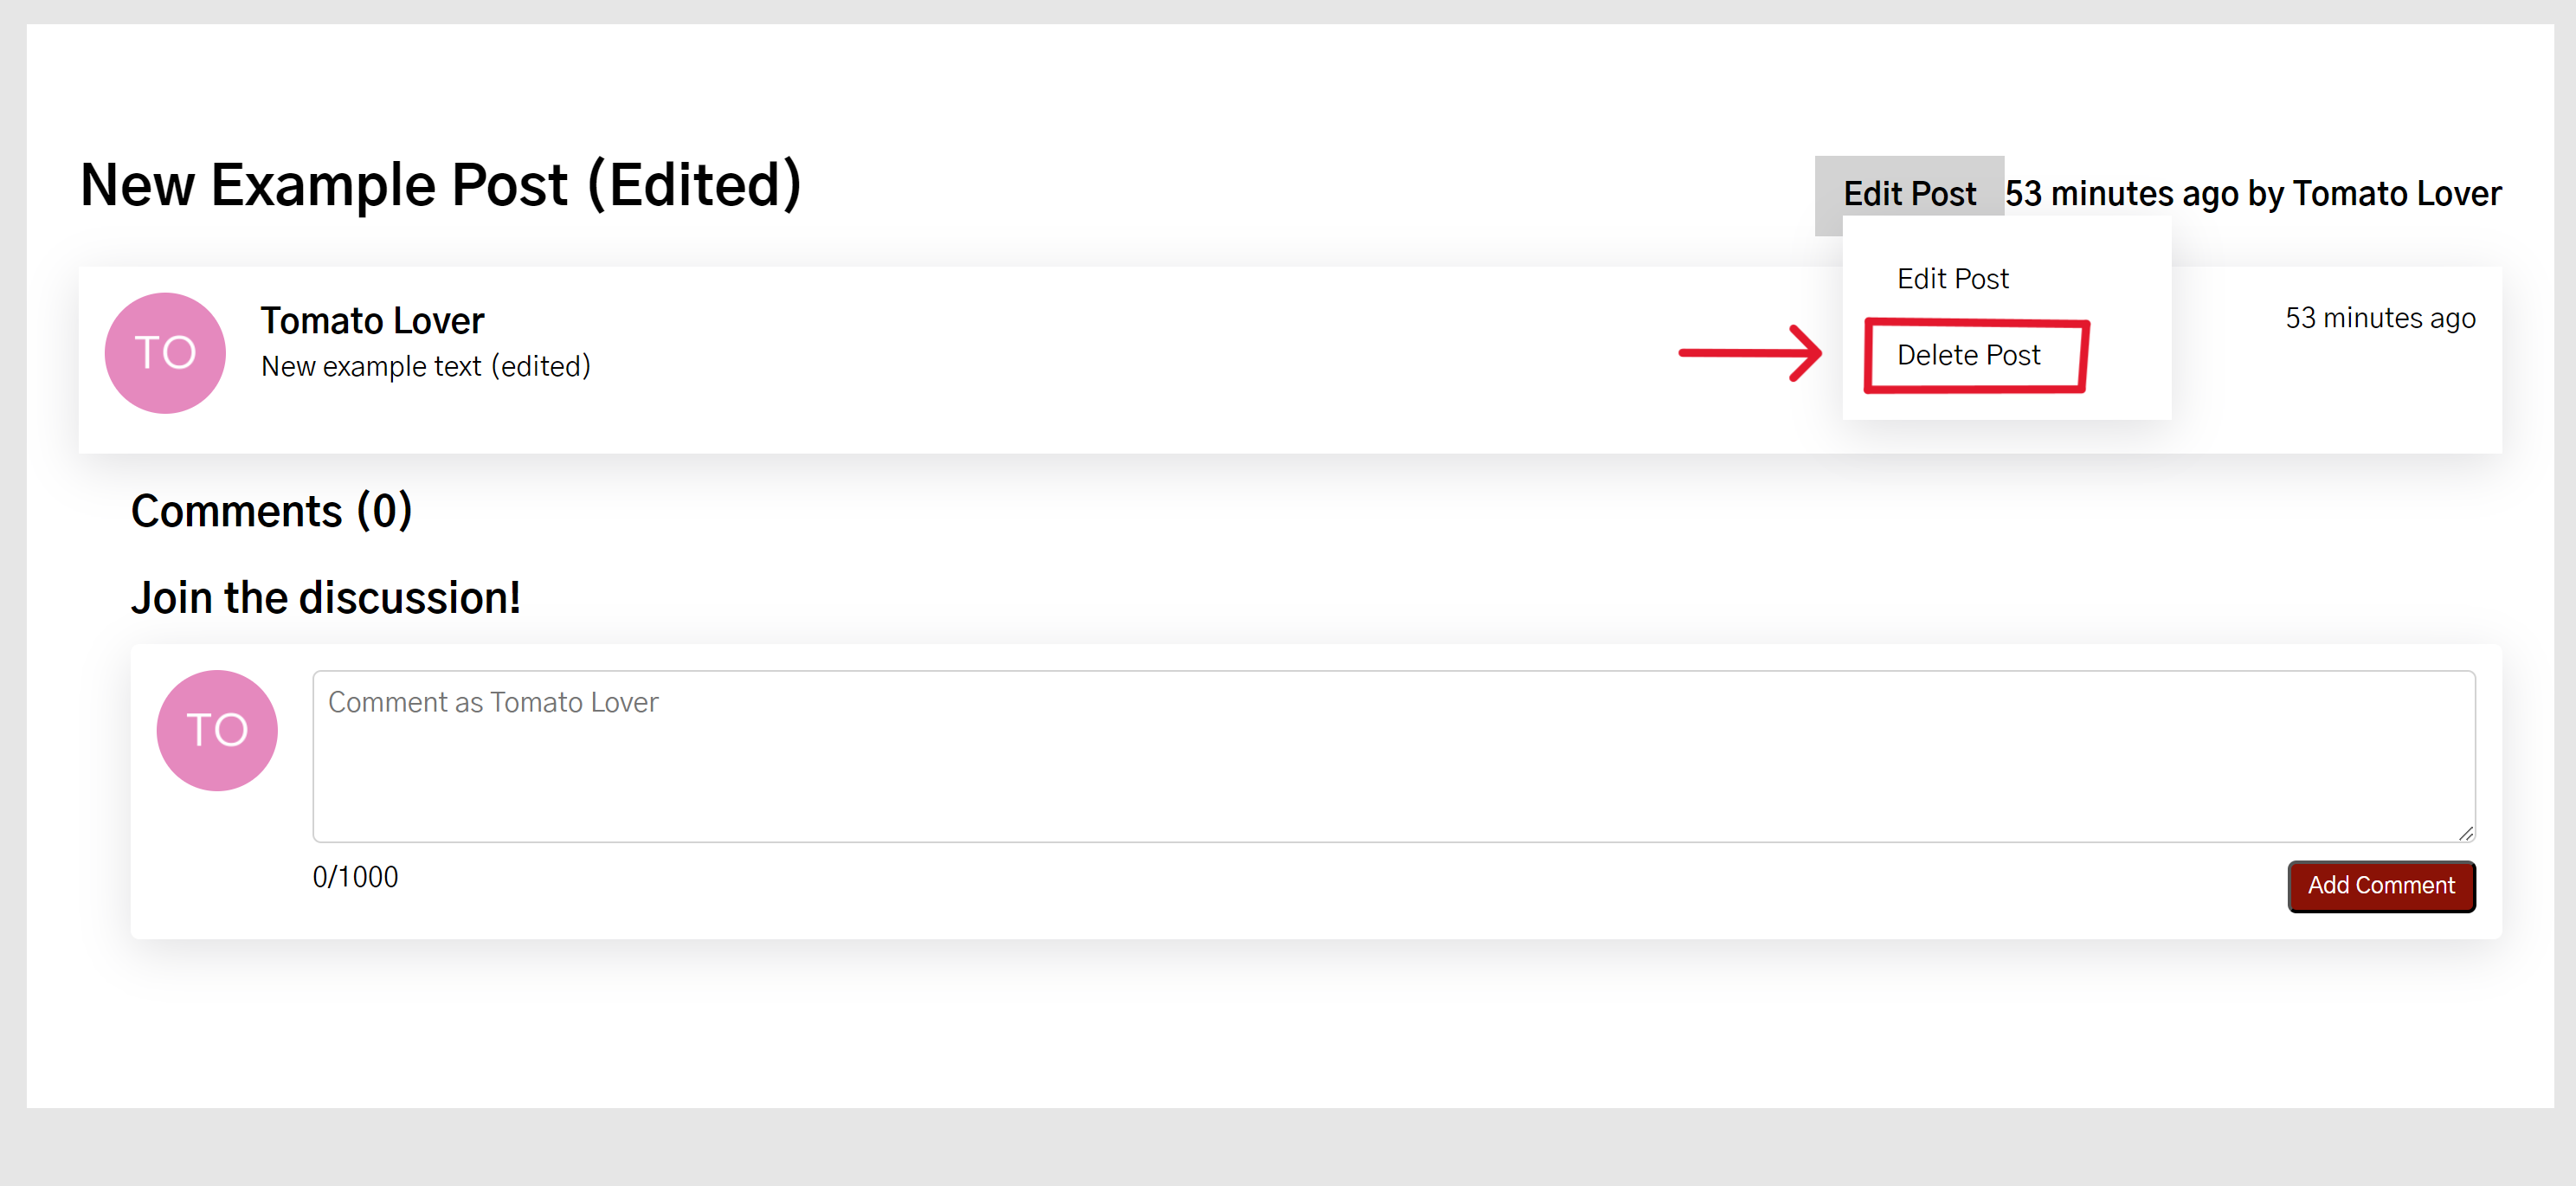 New Example Post (Edited)
Edit Post 53 minutes ago by Tomato Lover
Edit Post
Delete Post
TO
Tomato Lover
53 minutes ago
New example text (edited)
Comments (0)
Join the discussion!
TO
Comment as Tomato Lover
0/1000
Add Comment